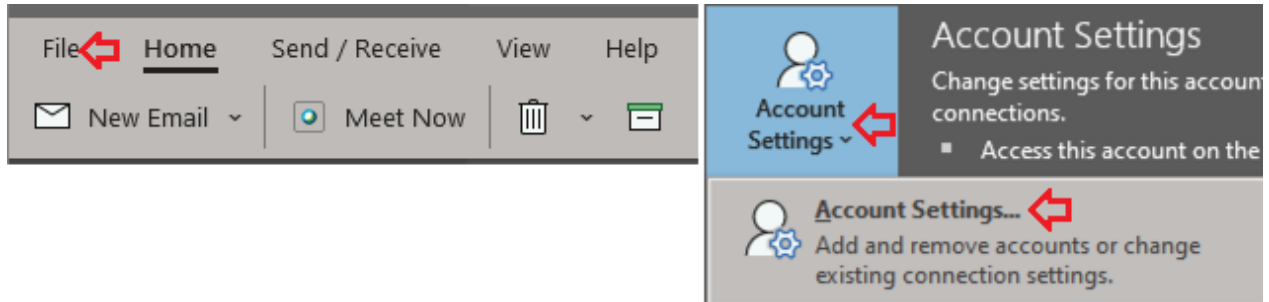 File Home Send / Receive View Help
New Email Meet Now
Account Settings
Change settings for this account
connections.
Access this account on the
Account
Settings
Account Settings...
Add and remove accounts or change
existing connection settings.